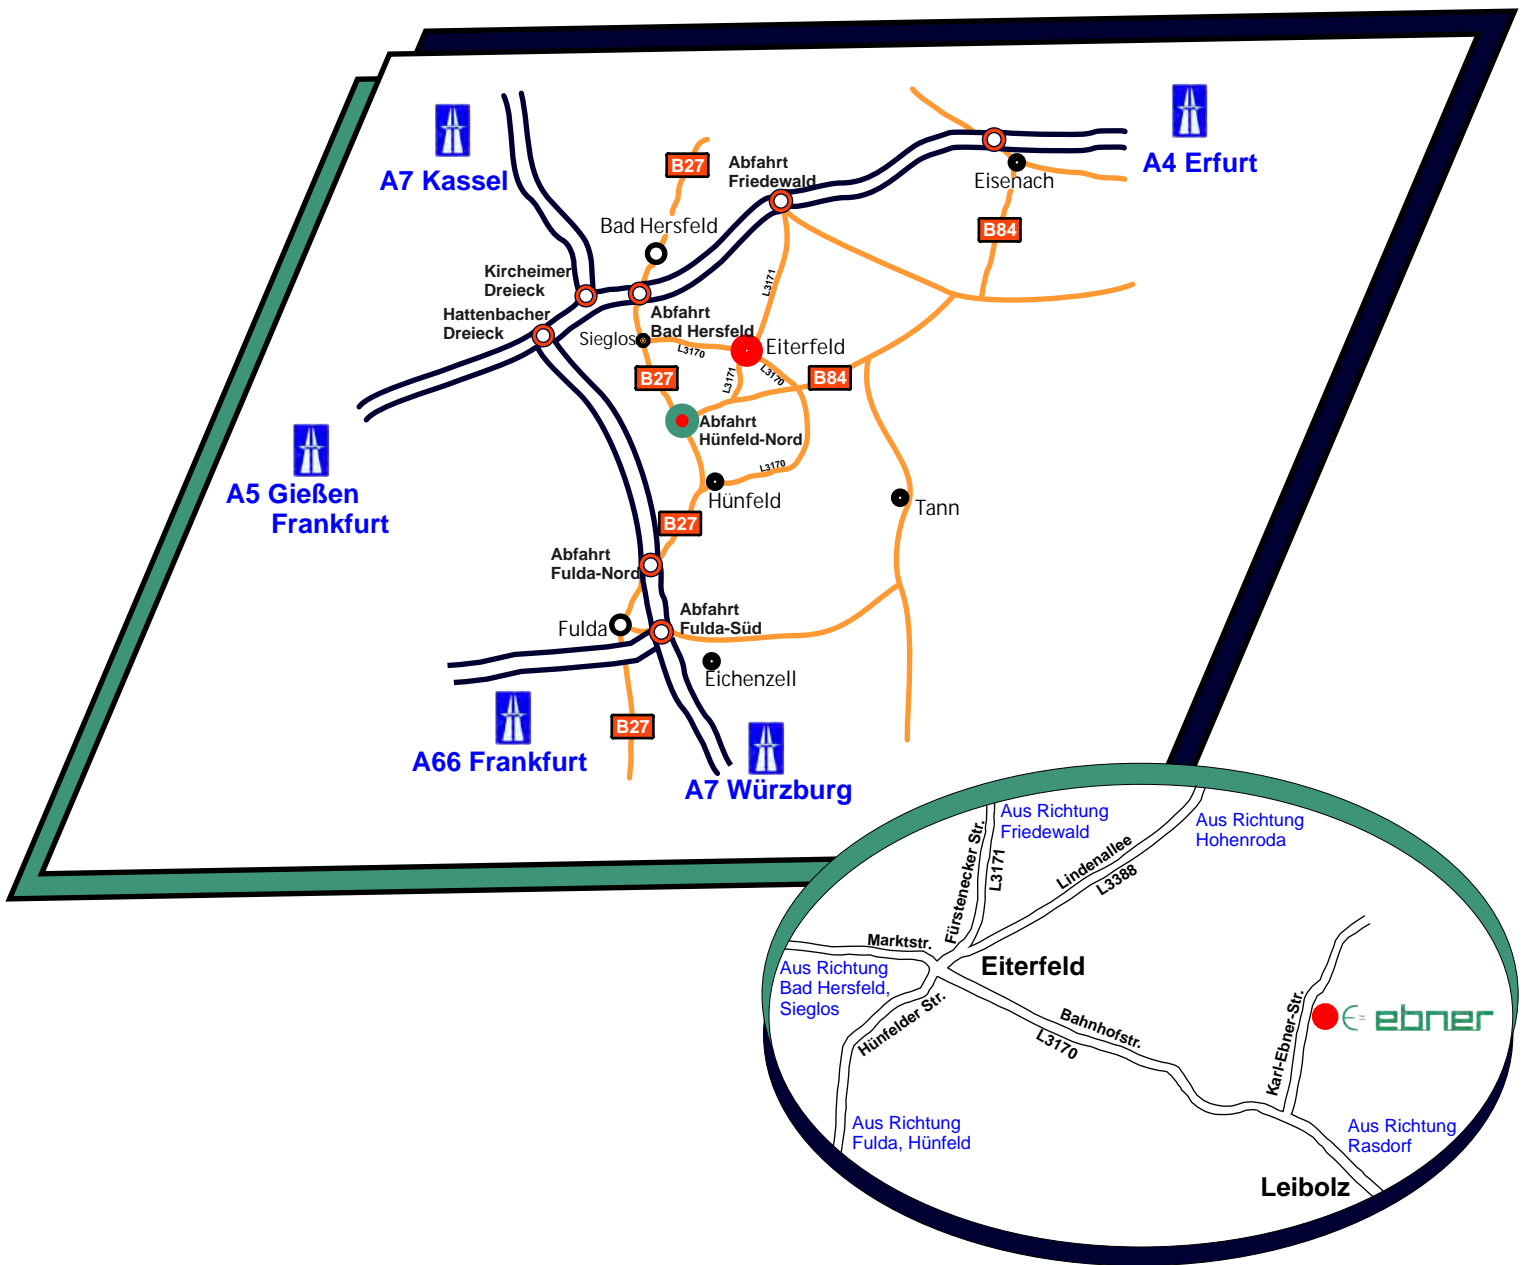 A7 Kassel
B27
Abfahrt
Friedewald
A4 Erfurt
Eisenach
B84
Bad Hersfeld
Kircheimer
Dreieck
L3171
Hattenbacher
Dreieck
Abfahrt
Bad Hersfeld
Sieglos
L3170
Eiterfeld
B27
L3171
L3170
B84
Abfahrt
Hünfeld-Nord
L3170
A5 Gießen
Frankfurt
Hünfeld
Tann
B27
Abfahrt
Fulda-Nord
Abfahrt
Fulda-Süd
Fulda
Eichenzell
B27
A66 Frankfurt
A7 Würzburg
Aus Richtung
Friedewald
Aus Richtung
Hohenroda
Fürstenecker Str.
L3171
Lindenallee
L3388
Marktstr.
Eiterfeld
Aus Richtung
Bad Hersfeld,
Sieglos
Hünfelder Str.
Bahnhofstr.
L3170
Karl-Ebner-Str.
ebner
Aus Richtung
Fulda, Hünfeld
Aus Richtung
Rasdorf
Leibolz